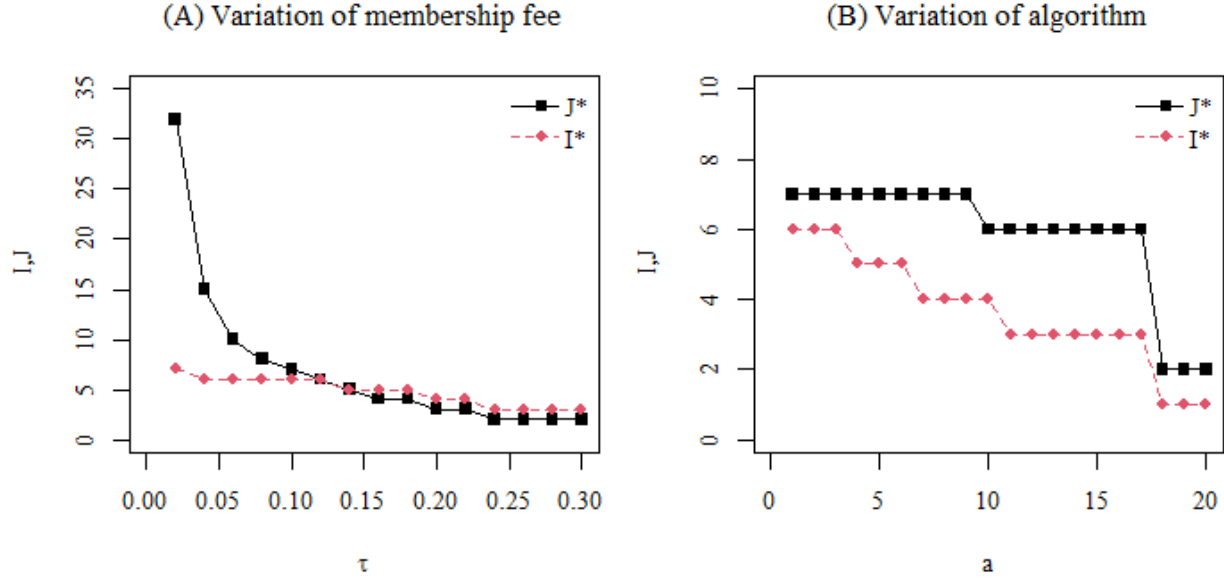 (A) Variation of membership fee
35
30
25
20
15
10
5
0
I,J
J*
I*
0.00 0.05 0.10 0.15 0.20 0.25 0.30
τ
(B) Variation of algorithm
10
8
6
4
2
0
I,J
J*
I*
0 5 10 15 20
a